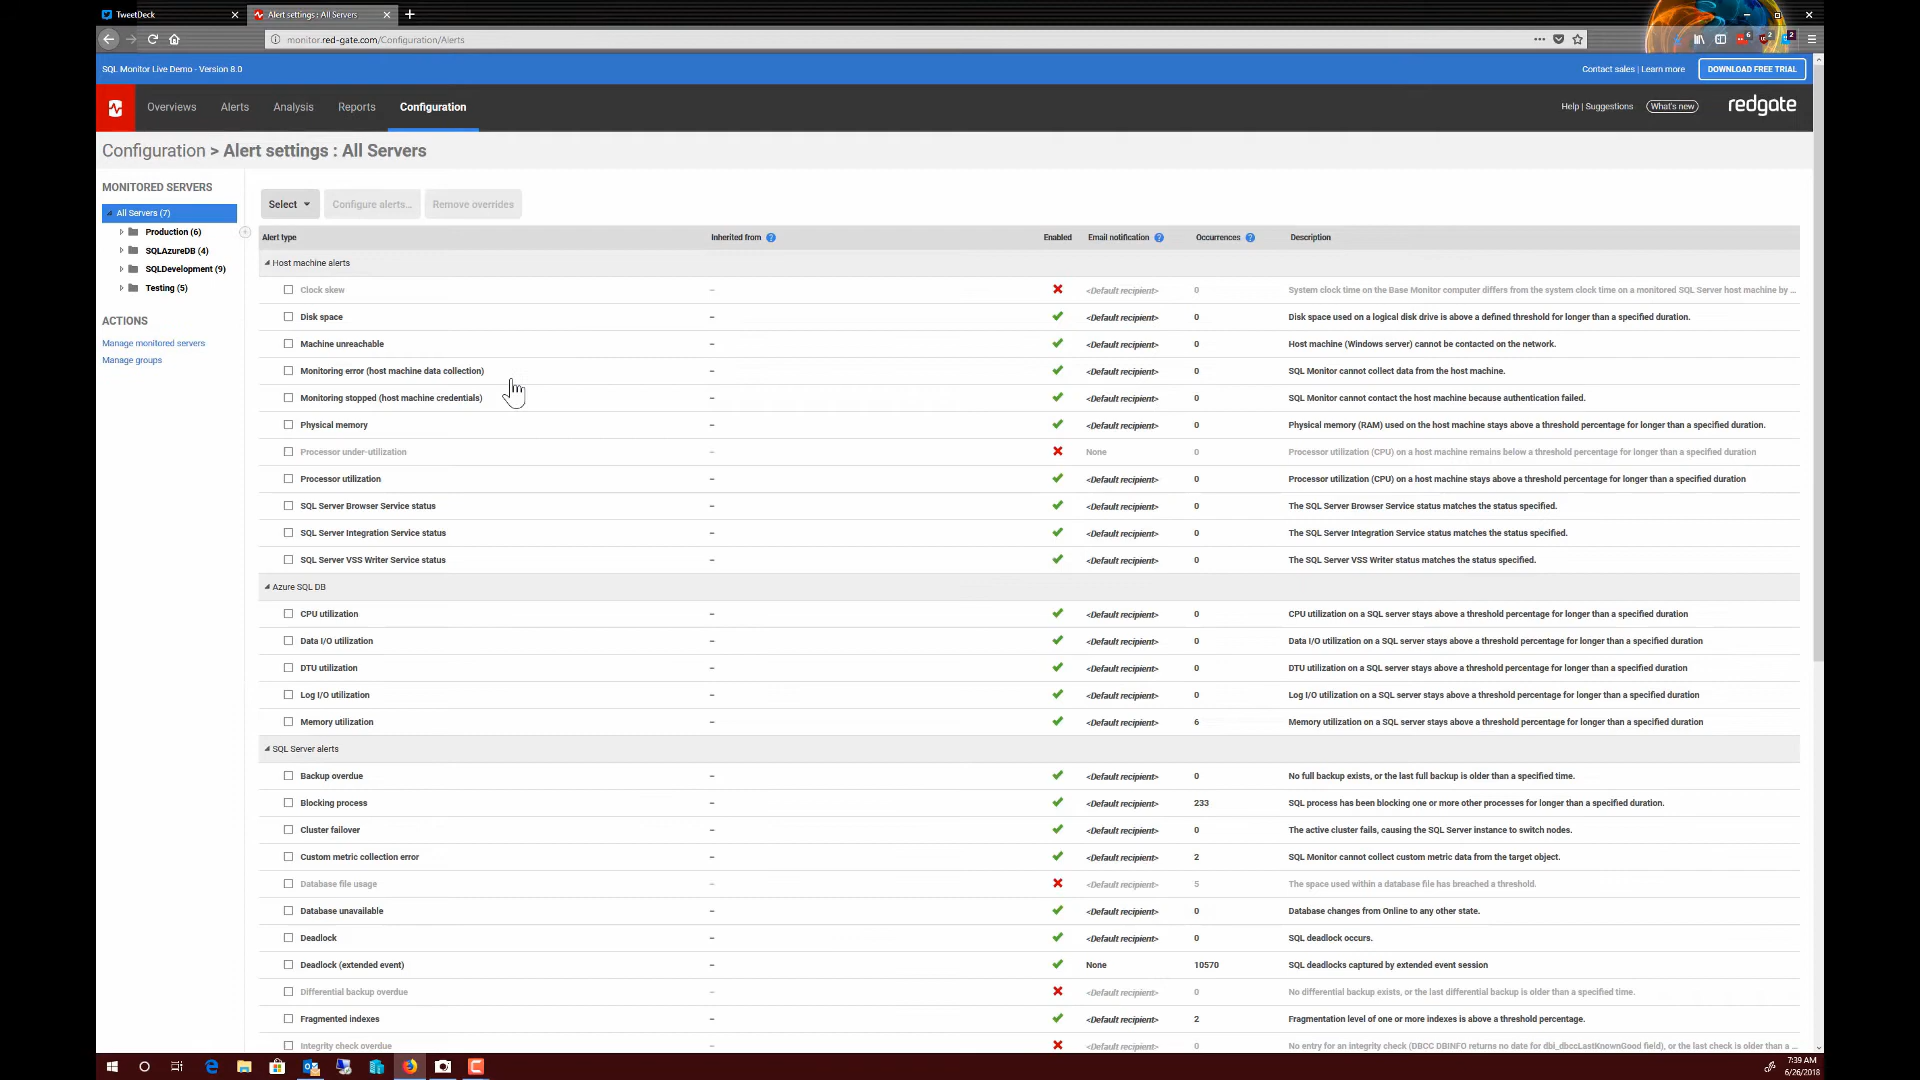 TweetDeck
Alert settings : All Servers
monitor.red-gate.com/Configuration/Alerts
6
2
2
SQL Monitor Live Demo - Version 8.0
Contact sales | Learn more
DOWNLOAD FREE TRIAL
Overviews Alerts Analysis Reports Configuration
Help | Suggestions
What's new
redgate
Configuration > Alert settings : All Servers
MONITORED SERVERS
All Servers (7)
Production (6)
SQLAzureDB (4)
SQLDevelopment (9)
Testing (5)
ACTIONS
Manage monitored servers
Manage groups
Select Configure alerts... Remove overrides
Alert type Inherited from ? Enabled Email notification ? Occurrences ? Description
Host machine alerts
Clock skew – <Default recipient> 0 System clock time on the Base Monitor computer differs from the system clock time on a monitored SQL Server host machine by ...
Disk space – <Default recipient> 0 Disk space used on a logical disk drive is above a defined threshold for longer than a specified duration.
Machine unreachable – <Default recipient> 0 Host machine (Windows server) cannot be contacted on the network.
Monitoring error (host machine data collection) – <Default recipient> 0 SQL Monitor cannot collect data from the host machine.
Monitoring stopped (host machine credentials) – <Default recipient> 0 SQL Monitor cannot contact the host machine because authentication failed.
Physical memory – <Default recipient> 0 Physical memory (RAM) used on the host machine stays above a threshold percentage for longer than a specified duration.
Processor under-utilization – None 0 Processor utilization (CPU) on a host machine remains below a threshold percentage for longer than a specified duration
Processor utilization – <Default recipient> 0 Processor utilization (CPU) on a host machine stays above a threshold percentage for longer than a specified duration
SQL Server Browser Service status – <Default recipient> 0 The SQL Server Browser Service status matches the status specified.
SQL Server Integration Service status – <Default recipient> 0 The SQL Server Integration Service status matches the status specified.
SQL Server VSS Writer Service status – <Default recipient> 0 The SQL Server VSS Writer status matches the status specified.
Azure SQL DB
CPU utilization – <Default recipient> 0 CPU utilization on a SQL server stays above a threshold percentage for longer than a specified duration
Data I/O utilization – <Default recipient> 0 Data I/O utilization on a SQL server stays above a threshold percentage for longer than a specified duration
DTU utilization – <Default recipient> 0 DTU utilization on a SQL server stays above a threshold percentage for longer than a specified duration
Log I/O utilization – <Default recipient> 0 Log I/O utilization on a SQL server stays above a threshold percentage for longer than a specified duration
Memory utilization – <Default recipient> 6 Memory utilization on a SQL server stays above a threshold percentage for longer than a specified duration
SQL Server alerts
Backup overdue – <Default recipient> 0 No full backup exists, or the last full backup is older than a specified time.
Blocking process – <Default recipient> 233 SQL process has been blocking one or more other processes for longer than a specified duration.
Cluster failover – <Default recipient> 0 The active cluster fails, causing the SQL Server instance to switch nodes.
Custom metric collection error – <Default recipient> 2 SQL Monitor cannot collect custom metric data from the target object.
Database file usage – <Default recipient> 5 The space used within a database file has breached a threshold.
Database unavailable – <Default recipient> 0 Database changes from Online to any other state.
Deadlock – <Default recipient> 0 SQL deadlock occurs.
Deadlock (extended event) – None 10570 SQL deadlocks captured by extended event session
Differential backup overdue – <Default recipient> 0 No differential backup exists, or the last differential backup is older than a specified time.
Fragmented indexes – <Default recipient> 2 Fragmentation level of one or more indexes is above a threshold percentage.
Integrity check overdue – <Default recipient> 0 No entry for an integrity check (DBCC DBINFO returns no date for dbi_dbccLastKnownGood field), or the last check is older than a ...
7:39 AM
6/26/2018